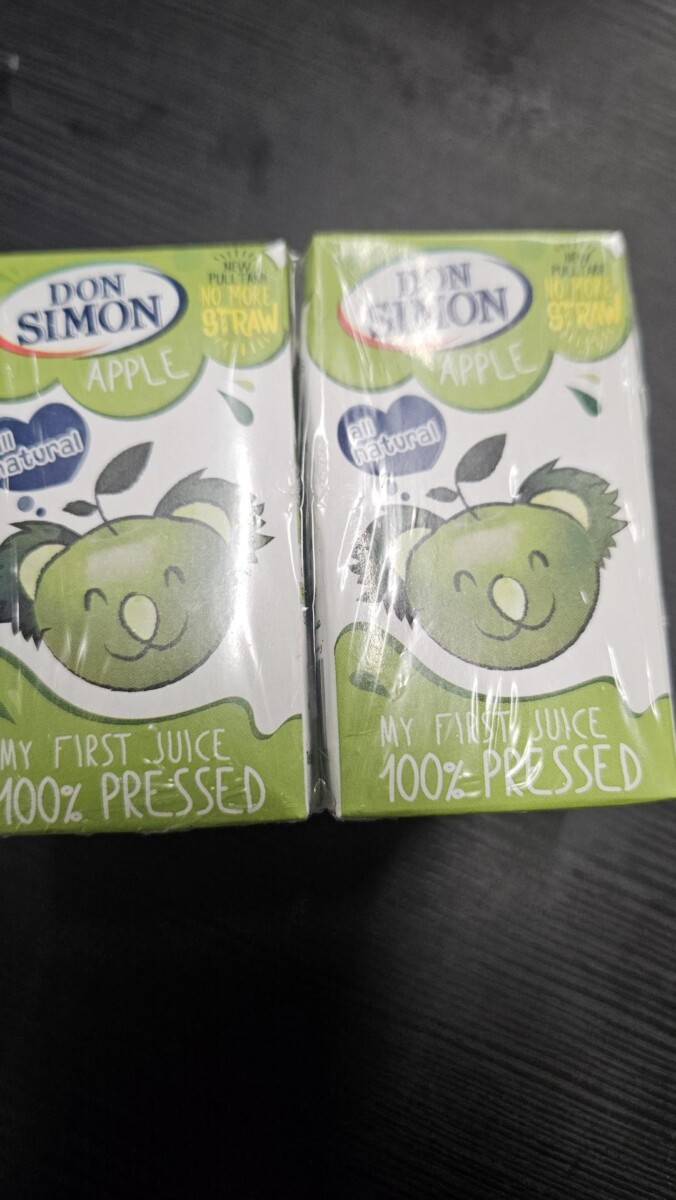 DON
SIMON
APPLE
NEW
PULL TAB!
NO MORE
STRAW
all
natural
MY FIRST JUICE
100% PRESSED
DON
SIMON
APPLE
NEW
PULL TAB!
NO MORE
STRAW
all
natural
MY FIRST JUICE
100% PRESSED